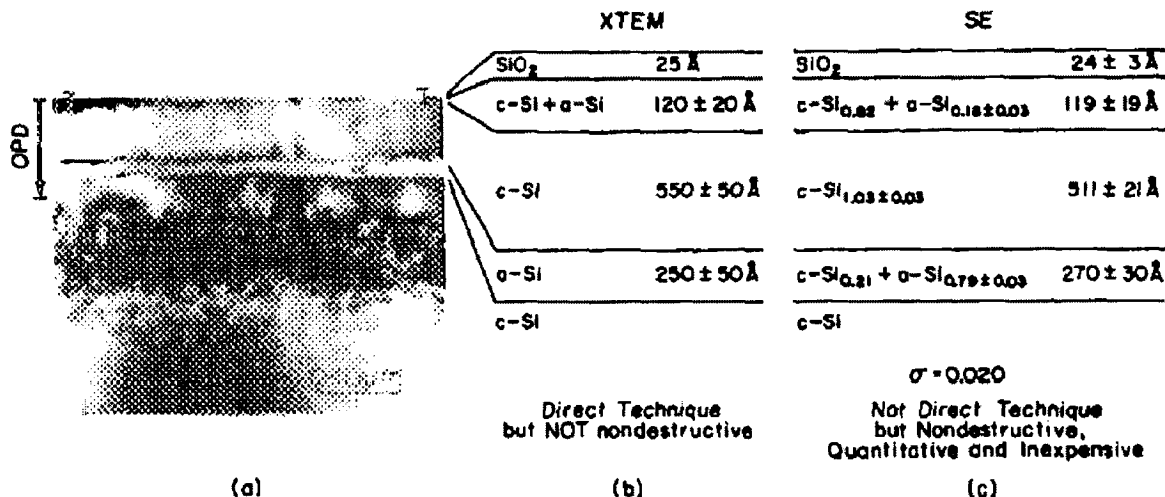 XTEM
SE
SiO2 25 Å
SiO2 24 ± 3 Å
OPD
c-Si + a-Si 120 ± 20 Å
c-Si0.82 + a-Si0.18±0.03 119 ± 19 Å
c-Si 550 ± 50 Å
c-Si1.03±0.03 511 ± 21 Å
a-Si 250 ± 50 Å
c-Si0.21 + a-Si0.79±0.03 270 ± 30 Å
c-Si
c-Si
σ = 0.020
Direct Technique
but NOT nondestructive
Not Direct Technique
but Nondestructive,
Quantitative and Inexpensive
(a)
(b)
(c)